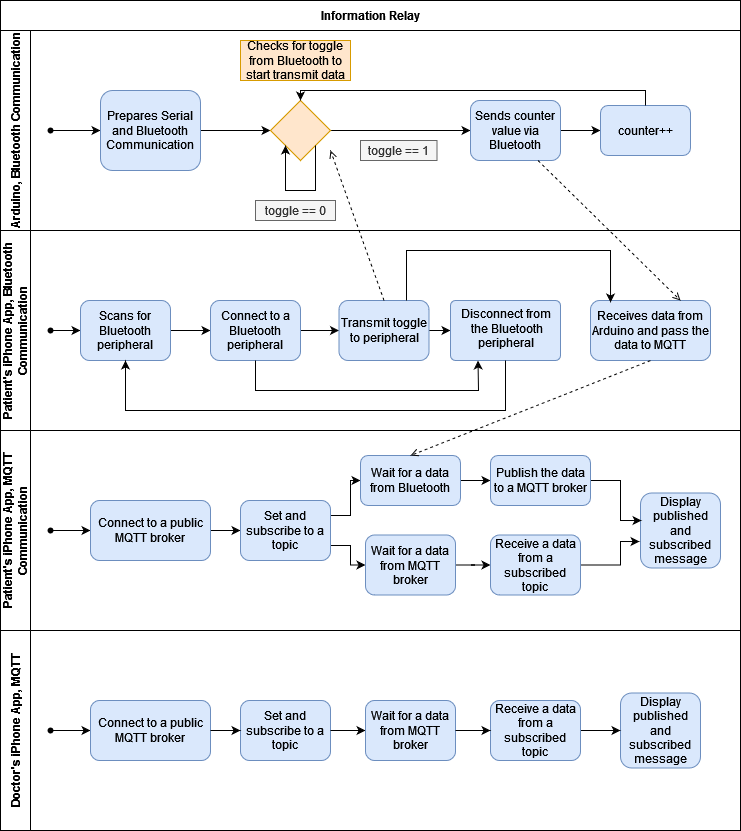 Information Relay
Arduino, Bluetooth Communication
Checks for toggle
from Bluetooth to
start transmit data
Prepares Serial
and Bluetooth
Communication
toggle == 0
toggle == 1
Sends counter
value via
Bluetooth
counter++
Patient's iPhone App, Bluetooth
Communication
Scans for
Bluetooth
peripheral
Connect to a
Bluetooth
peripheral
Transmit toggle
to peripheral
Disconnect from
the Bluetooth
peripheral
Receives data from
Arduino and pass the
data to MQTT
Patient's iPhone App, MQTT
Communication
Connect to a public
MQTT broker
Set and
subscribe to a
topic
Wait for a data
from Bluetooth
Publish the data
to a MQTT broker
Wait for a data
from MQTT
broker
Receive a data
from a
subscribed
topic
Display
published
and
subscribed
message
Doctor's iPhone App, MQTT
Connect to a public
MQTT broker
Set and
subscribe to a
topic
Wait for a data
from MQTT
broker
Receive a data
from a
subscribed
topic
Display
published
and
subscribed
message